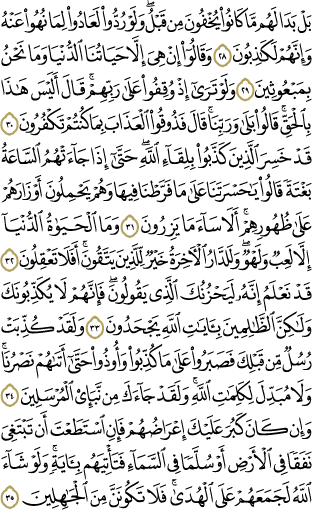 بَلْ بَدَا لَهُم مَّا كَانُوا۟ يُخْفُونَ مِن قَبْلُ ۖ وَلَوْ رُدُّوا۟ لَعَادُوا۟ لِمَا نُهُوا۟ عَنْهُ
وَإِنَّهُمْ لَكَـٰذِبُونَ ٢٨ وَقَالُوٓا۟ إِنْ هِىَ إِلَّا حَيَاتُنَا ٱلدُّنْيَا وَمَا نَحْنُ
بِمَبْعُوثِينَ ٢٩ وَلَوْ تَرَىٰٓ إِذْ وُقِفُوا۟ عَلَىٰ رَبِّهِمْ ۚ قَالَ أَلَيْسَ هَـٰذَا
بِٱلْحَقِّ ۚ قَالُوا۟ بَلَىٰ وَرَبِّنَا ۚ قَالَ فَذُوقُوا۟ ٱلْعَذَابَ بِمَا كُنتُمْ تَكْفُرُونَ ٣٠
قَدْ خَسِرَ ٱلَّذِينَ كَذَّبُوا۟ بِلِقَآءِ ٱللَّهِ ۖ حَتَّىٰٓ إِذَا جَآءَتْهُمُ ٱلسَّاعَةُ
بَغْتَةً قَالُوا۟ يَـٰحَسْرَتَنَا عَلَىٰ مَا فَرَّطْنَا فِيهَا وَهُمْ يَحْمِلُونَ أَوْزَارَهُمْ
عَلَىٰ ظُهُورِهِمْ ۚ أَلَا سَآءَ مَا يَزِرُونَ ٣١ وَمَا ٱلْحَيَوٰةُ ٱلدُّنْيَآ
إِلَّا لَعِبٌ وَلَهْوٌ ۖ وَلَلدَّارُ ٱلْـَٔاخِرَةُ خَيْرٌ لِّلَّذِينَ يَتَّقُونَ ۗ أَفَلَا تَعْقِلُونَ ٣٢
قَدْ نَعْلَمُ إِنَّهُۥ لَيَحْزُنُكَ ٱلَّذِى يَقُولُونَ ۖ فَإِنَّهُمْ لَا يُكَذِّبُونَكَ
وَلَـٰكِنَّ ٱلظَّـٰلِمِينَ بِـَٔايَـٰتِ ٱللَّهِ يَجْحَدُونَ ٣٣ وَلَقَدْ كُذِّبَتْ
رُسُلٌ مِّن قَبْلِكَ فَصَبَرُوا۟ عَلَىٰ مَا كُذِّبُوا۟ وَأُوذُوا۟ حَتَّىٰٓ أَتَىٰهُمْ نَصْرُنَا ۚ
وَلَا مُبَدِّلَ لِكَلِمَـٰتِ ٱللَّهِ ۚ وَلَقَدْ جَآءَكَ مِن نَّبَإِى۟ ٱلْمُرْسَلِينَ ٣٤
وَإِن كَانَ كَبُرَ عَلَيْكَ إِعْرَاضُهُمْ فَإِنِ ٱسْتَطَعْتَ أَن تَبْتَغِىَ
نَفَقًا فِى ٱلْأَرْضِ أَوْ سُلَّمًا فِى ٱلسَّمَآءِ فَتَأْتِيَهُم بِـَٔايَةٍ ۚ وَلَوْ شَآءَ
ٱللَّهُ لَجَمَعَهُمْ عَلَى ٱلْهُدَىٰ ۚ فَلَا تَكُونَنَّ مِنَ ٱلْجَـٰهِلِينَ ٣٥